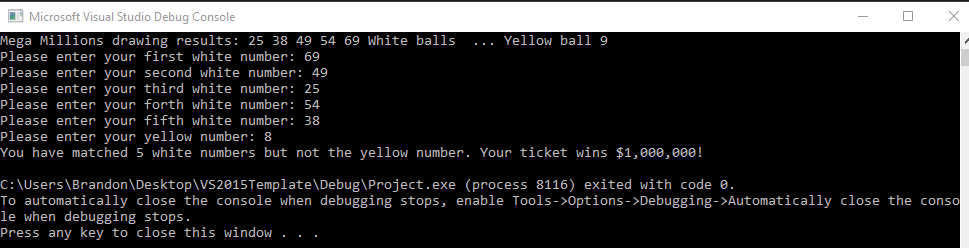 Microsoft Visual Studio Debug Console
Mega Millions drawing results: 25 38 49 54 69 White balls  ... Yellow ball 9
Please enter your first white number: 69
Please enter your second white number: 49
Please enter your third white number: 25
Please enter your forth white number: 54
Please enter your fifth white number: 38
Please enter your yellow number: 8
You have matched 5 white numbers but not the yellow number. Your ticket wins $1,000,000!
C:\Users\Brandon\Desktop\VS2015Template\Debug\Project.exe (process 8116) exited with code 0.
To automatically close the console when debugging stops, enable Tools->Options->Debugging->Automatically close the conso
le when debugging stops.
Press any key to close this window . . .